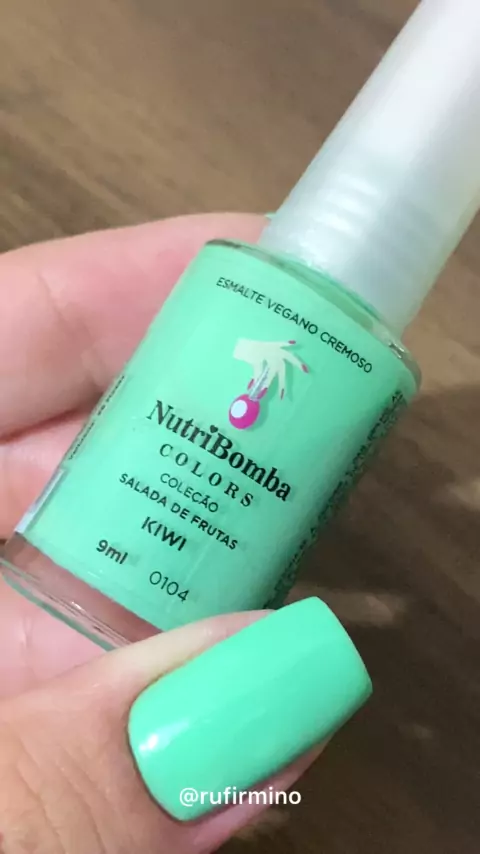 ESMALTE VEGANO CREMOSO
NutriBomba
COLORS
COLEÇÃO
SALADA DE FRUTAS
KIWI
9ml 0104
@rufirmino